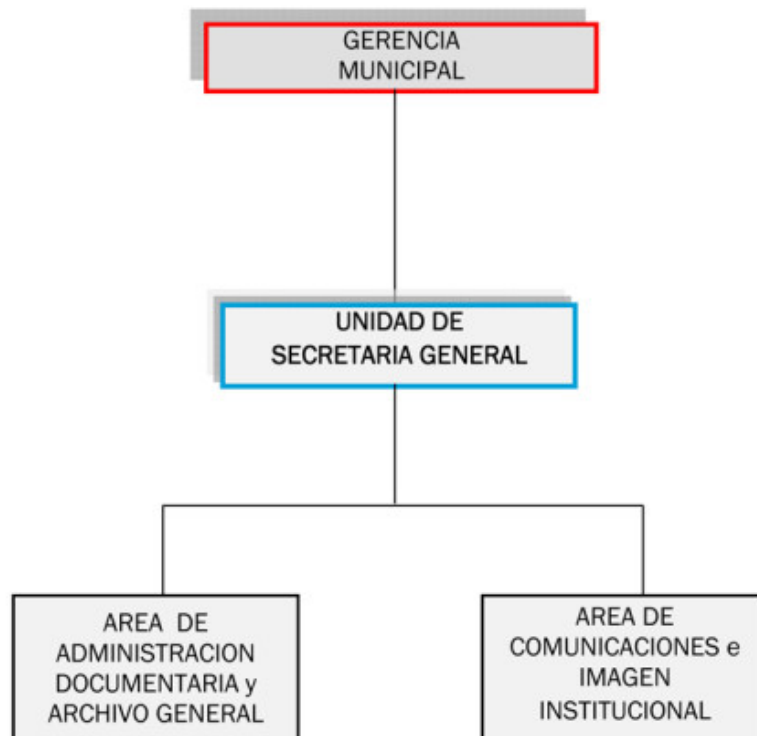 GERENCIA
MUNICIPAL
UNIDAD DE
SECRETARIA GENERAL
AREA DE
ADMINISTRACION
DOCUMENTARIA y
ARCHIVO GENERAL
AREA DE
COMUNICACIONES e
IMAGEN
INSTITUCIONAL